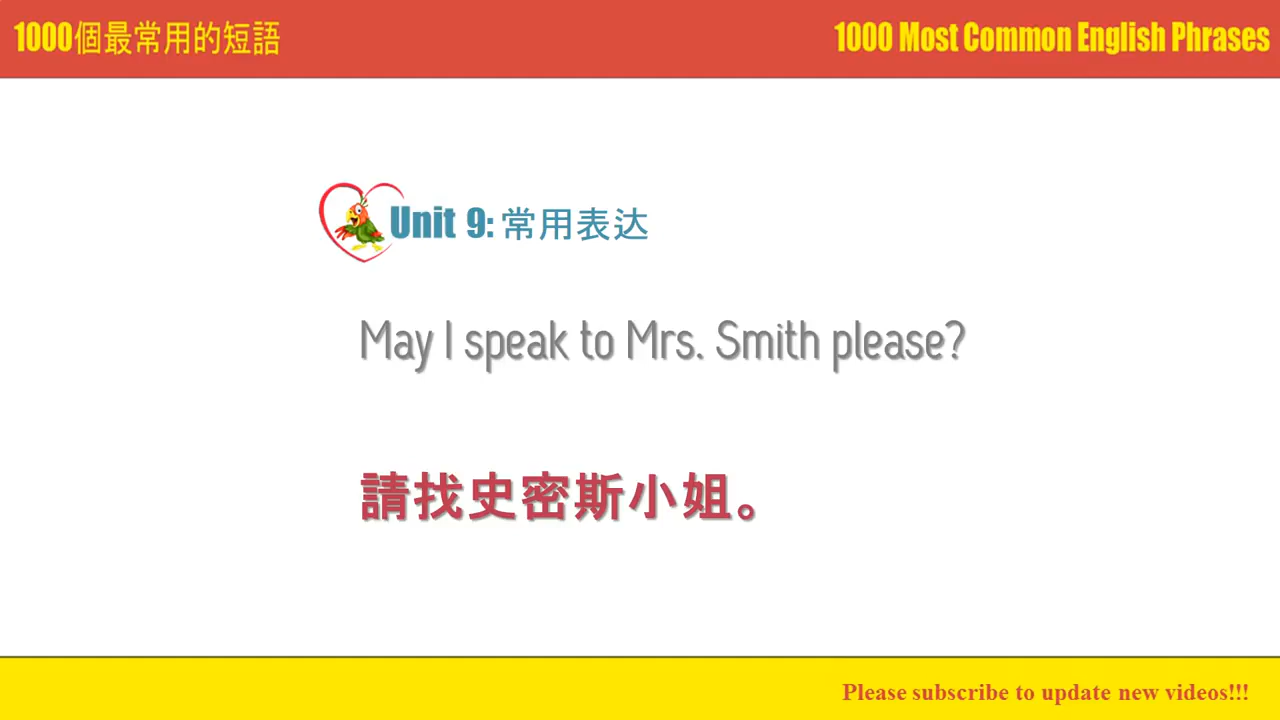 1000個最常用的短語
1000 Most Common English Phrases
Unit 9: 常用表达
May I speak to Mrs. Smith please?
請找史密斯小姐。
Please subscribe to update new videos!!!